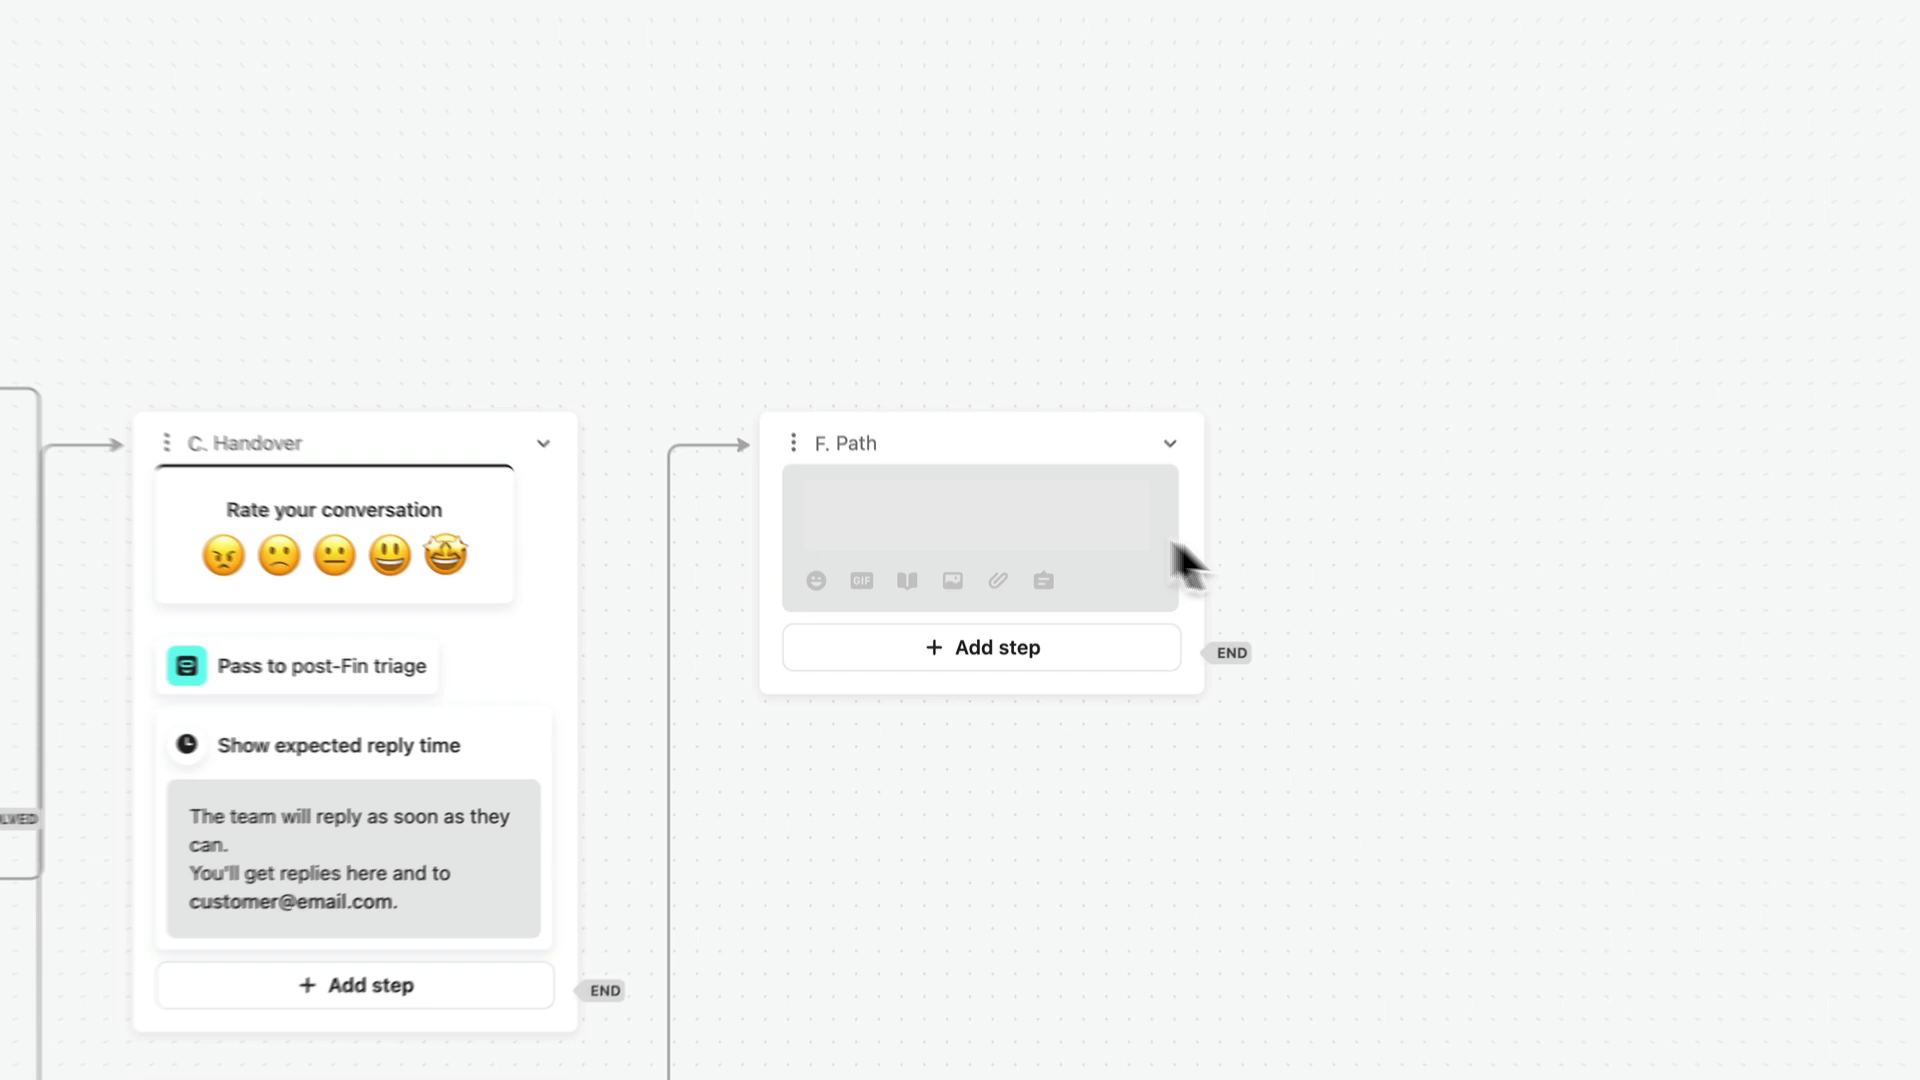 C. Handover
Rate your conversation
Pass to post-Fin triage
Show expected reply time
The team will reply as soon as they
can.
You'll get replies here and to
customer@email.com.
+ Add step
END
F. Path
GIF
+ Add step
END